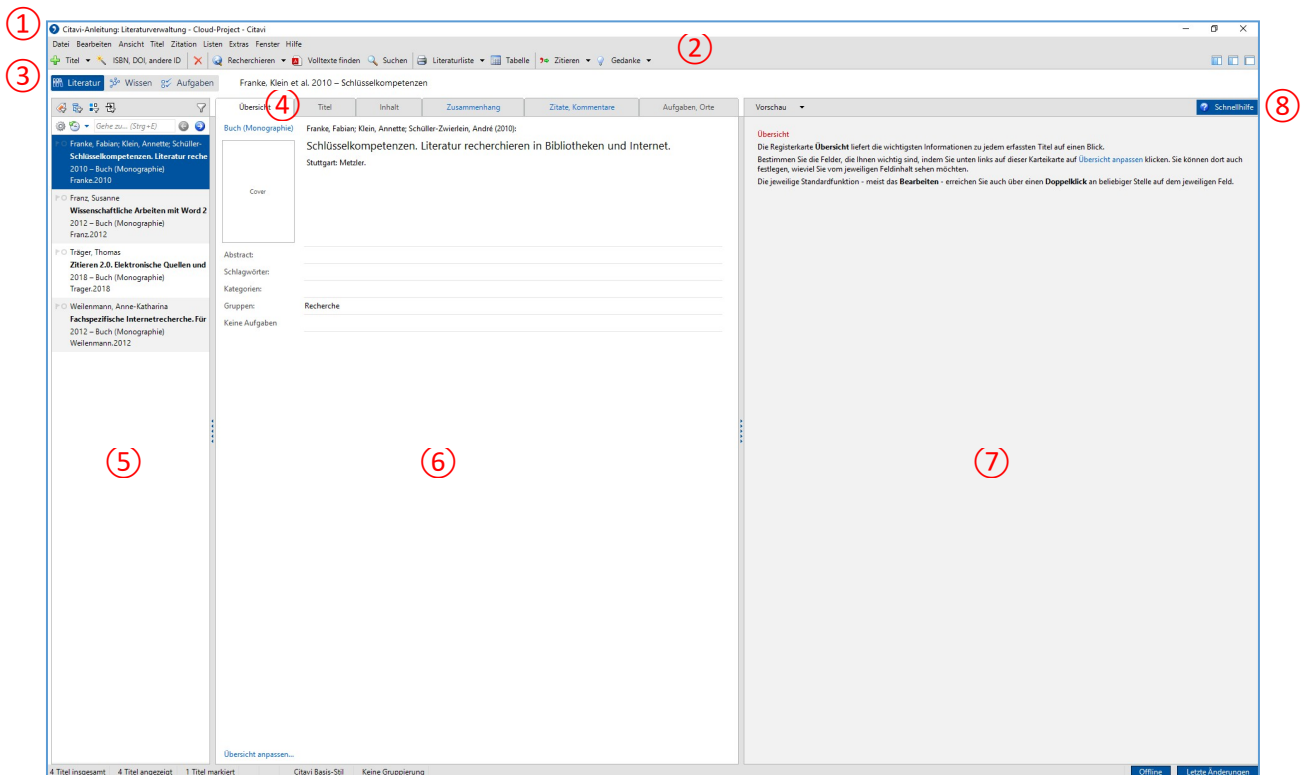 ①
Citavi-Anleitung: Literaturverwaltung - Cloud-Project - Citavi
Datei Bearbeiten Ansicht Titel Zitation Listen Extras Fenster Hilfe
②
Titel ISBN, DOI, andere ID Recherchieren Volltexte finden Suchen Literaturliste Tabelle Zitieren Gedanke
③
Literatur Wissen Aufgaben Franke, Klein et al. 2010 – Schlüsselkompetenzen
Übersicht ④ Titel Inhalt Zusammenhang Zitate, Kommentare Aufgaben, Orte Vorschau Schnellhilfe ⑧
Gehe zu... (Strg+E)
Franke, Fabian; Klein, Annette; Schüller-
Schlüsselkompetenzen. Literatur reche
2010 – Buch (Monographie)
Franke.2010
Franz, Susanne
Wissenschaftliche Arbeiten mit Word 2
2012 – Buch (Monographie)
Franz.2012
Träger, Thomas
Zitieren 2.0. Elektronische Quellen und
2018 – Buch (Monographie)
Trager.2018
Weilenmann, Anne-Katharina
Fachspezifische Internetrecherche. Für
2012 – Buch (Monographie)
Weilenmann.2012
⑤
Buch (Monographie) Franke, Fabian; Klein, Annette; Schüller-Zwierlein, André (2010):
Schlüsselkompetenzen. Literatur recherchieren in Bibliotheken und Internet.
Stuttgart: Metzler.
Cover
Abstract:
Schlagwörter:
Kategorien:
Gruppen: Recherche
Keine Aufgaben
⑥
Übersicht anpassen...
Übersicht
Die Registerkarte Übersicht liefert die wichtigsten Informationen zu jedem erfassten Titel auf einen Blick.
Bestimmen Sie die Felder, die Ihnen wichtig sind, indem Sie unten links auf dieser Karteikarte auf Übersicht anpassen klicken. Sie können dort auch
festlegen, wieviel Sie vom jeweiligen Feldinhalt sehen möchten.
Die jeweilige Standardfunktion - meist das Bearbeiten - erreichen Sie auch über einen Doppelklick an beliebiger Stelle auf dem jeweiligen Feld.
⑦
4 Titel insgesamt 4 Titel angezeigt 1 Titel markiert Citavi Basis-Stil Keine Gruppierung Offline Letzte Änderungen